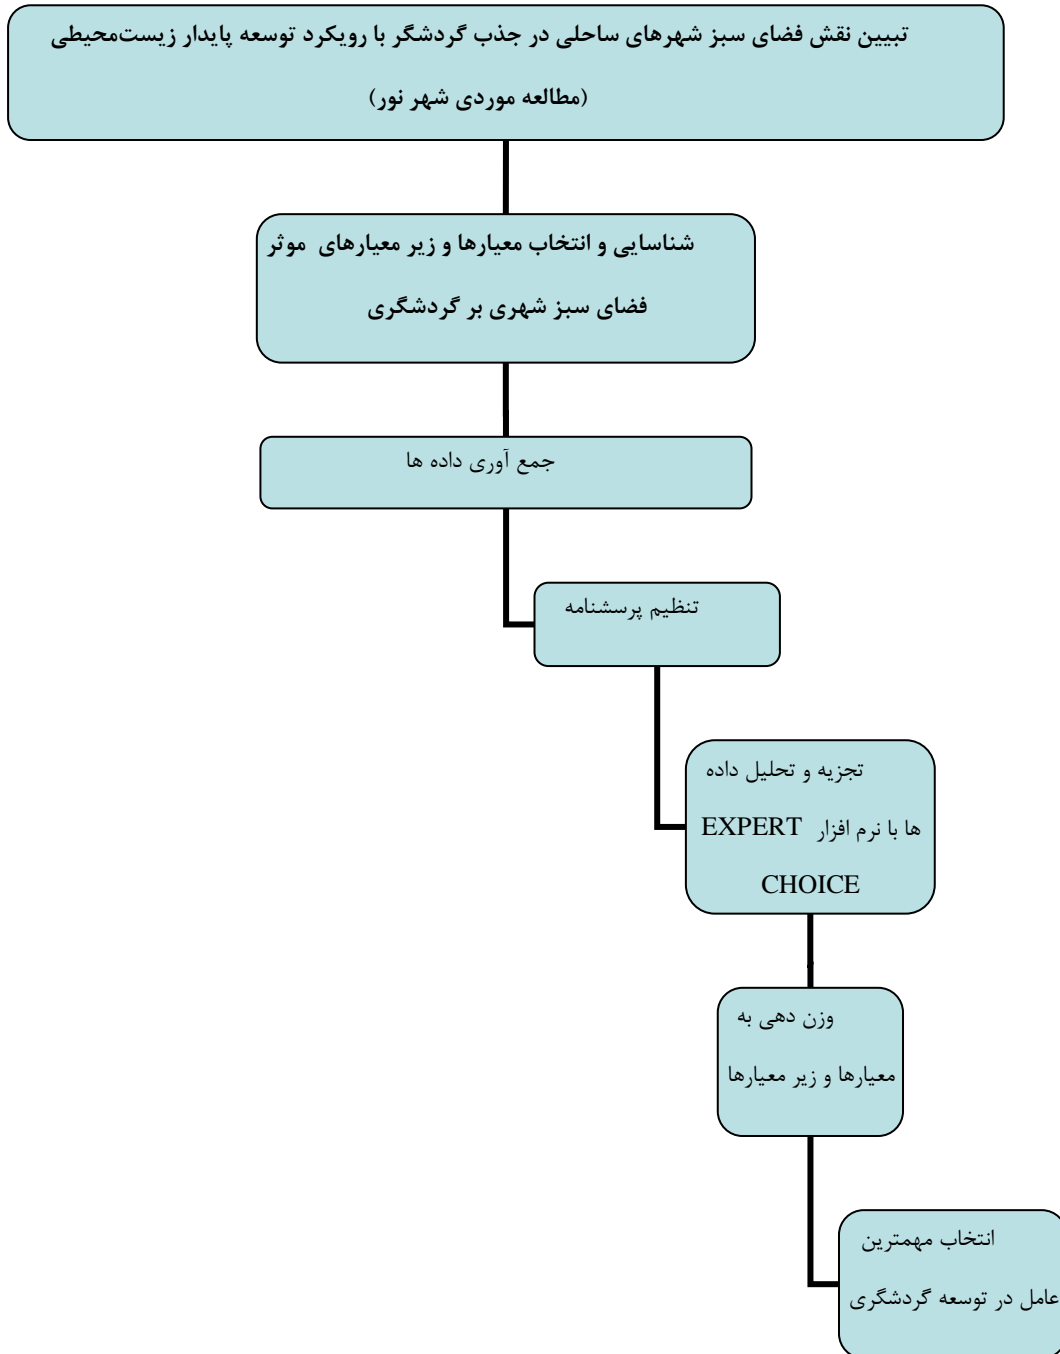 تبیین نقش فضای سبز شهرهای ساحلی در جذب گردشگر با رویکرد توسعه پایدار زیست‌محیطی
(مطالعه موردی شهر نور)
شناسایی و انتخاب معیارها و زیر معیارهای موثر
فضای سبز شهری بر گردشگری
جمع آوری داده ها
تنظیم پرسشنامه
تجزیه و تحلیل داده
ها با نرم افزار EXPERT
CHOICE
وزن دهی به
معیارها و زیر معیارها
انتخاب مهمترین
عامل در توسعه گردشگری